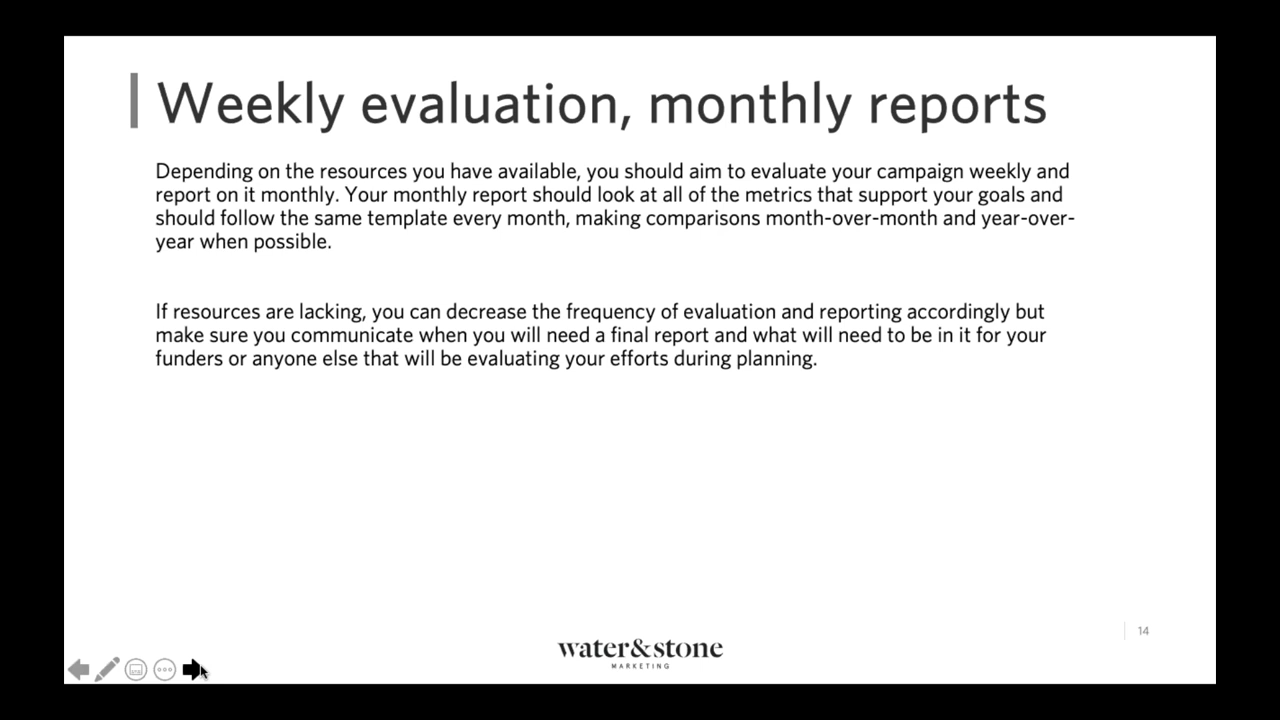 Weekly evaluation, monthly reports
Depending on the resources you have available, you should aim to evaluate your campaign weekly and
report on it monthly. Your monthly report should look at all of the metrics that support your goals and
should follow the same template every month, making comparisons month-over-month and year-over-
year when possible.
If resources are lacking, you can decrease the frequency of evaluation and reporting accordingly but
make sure you communicate when you will need a final report and what will need to be in it for your
funders or anyone else that will be evaluating your efforts during planning.
14
water&stone
MARKETING